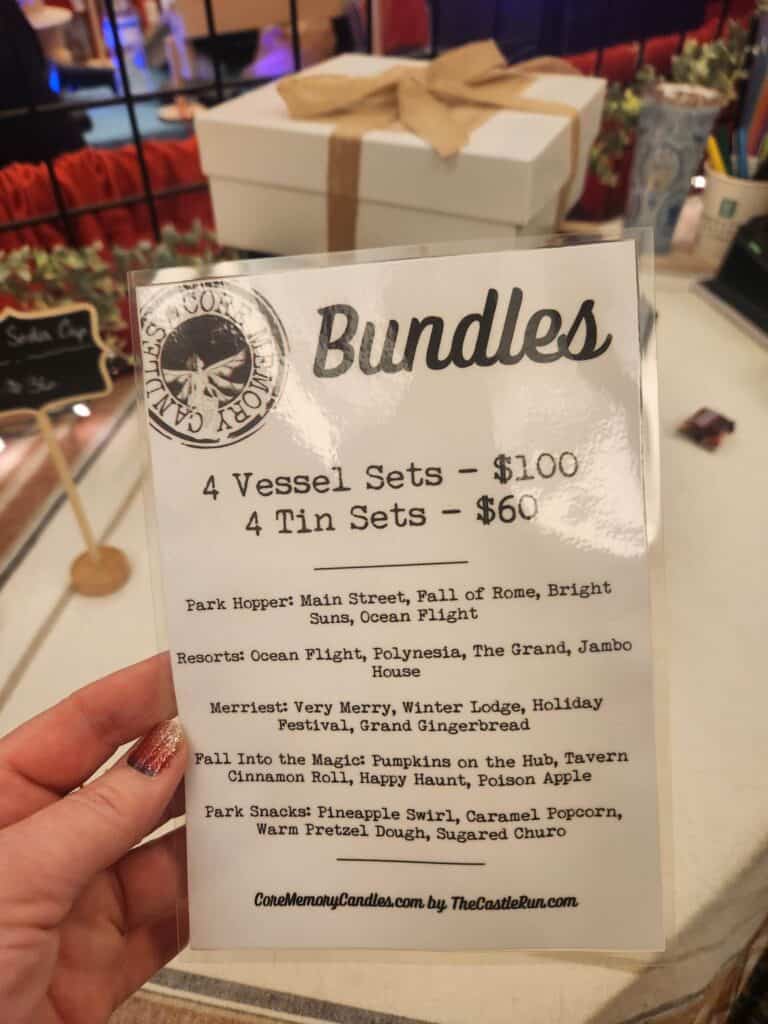 CORE MEMORY CANDLES
Bundles
4 Vessel Sets - $100
4 Tin Sets - $60
Park Hopper: Main Street, Fall of Rome, Bright
Suns, Ocean Flight
Resorts: Ocean Flight, Polynesia, The Grand, Jambo
House
Merriest: Very Merry, Winter Lodge, Holiday
Festival, Grand Gingerbread
Fall Into the Magic: Pumpkins on the Hub, Tavern
Cinnamon Roll, Happy Haunt, Poison Apple
Park Snacks: Pineapple Swirl, Caramel Popcorn,
Warm Pretzel Dough, Sugared Churo
CoreMemoryCandles.com by TheCastleRun.com